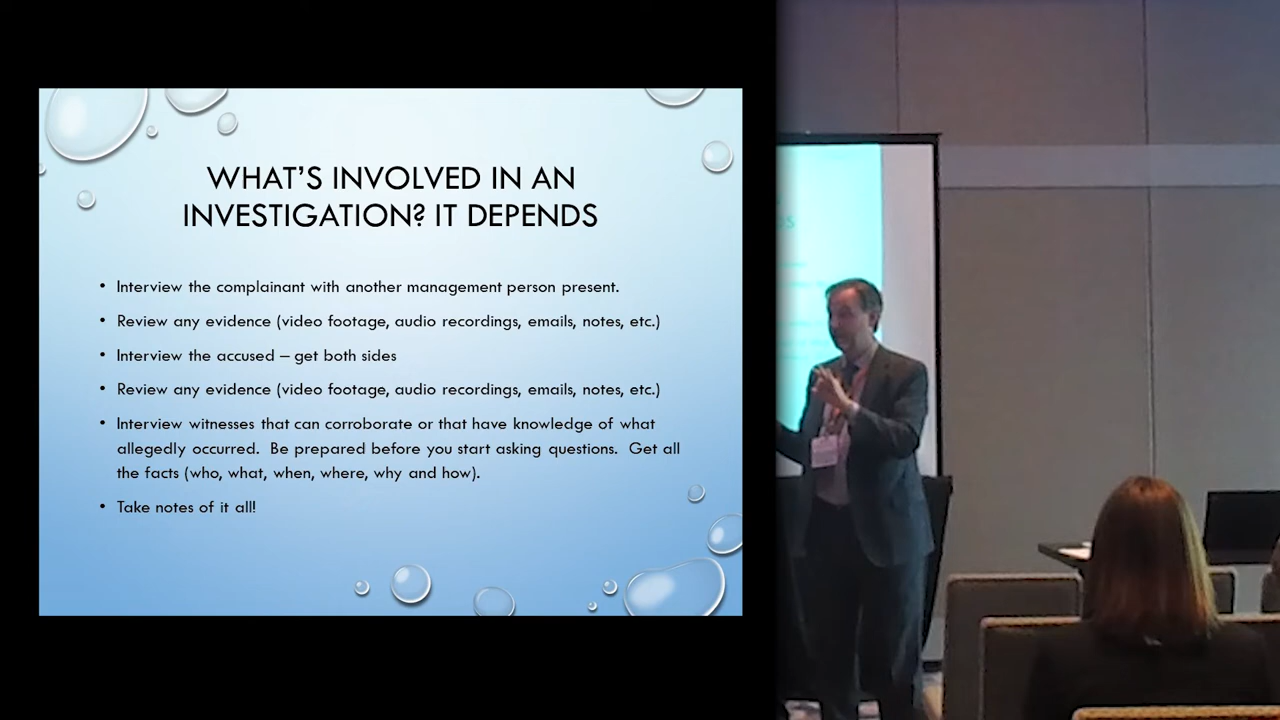 WHAT'S INVOLVED IN AN
INVESTIGATION? IT DEPENDS
• Interview the complainant with another management person present.
• Review any evidence (video footage, audio recordings, emails, notes, etc.)
• Interview the accused – get both sides
• Review any evidence (video footage, audio recordings, emails, notes, etc.)
• Interview witnesses that can corroborate or that have knowledge of what
allegedly occurred.  Be prepared before you start asking questions.  Get all
the facts (who, what, when, where, why and how).
• Take notes of it all!